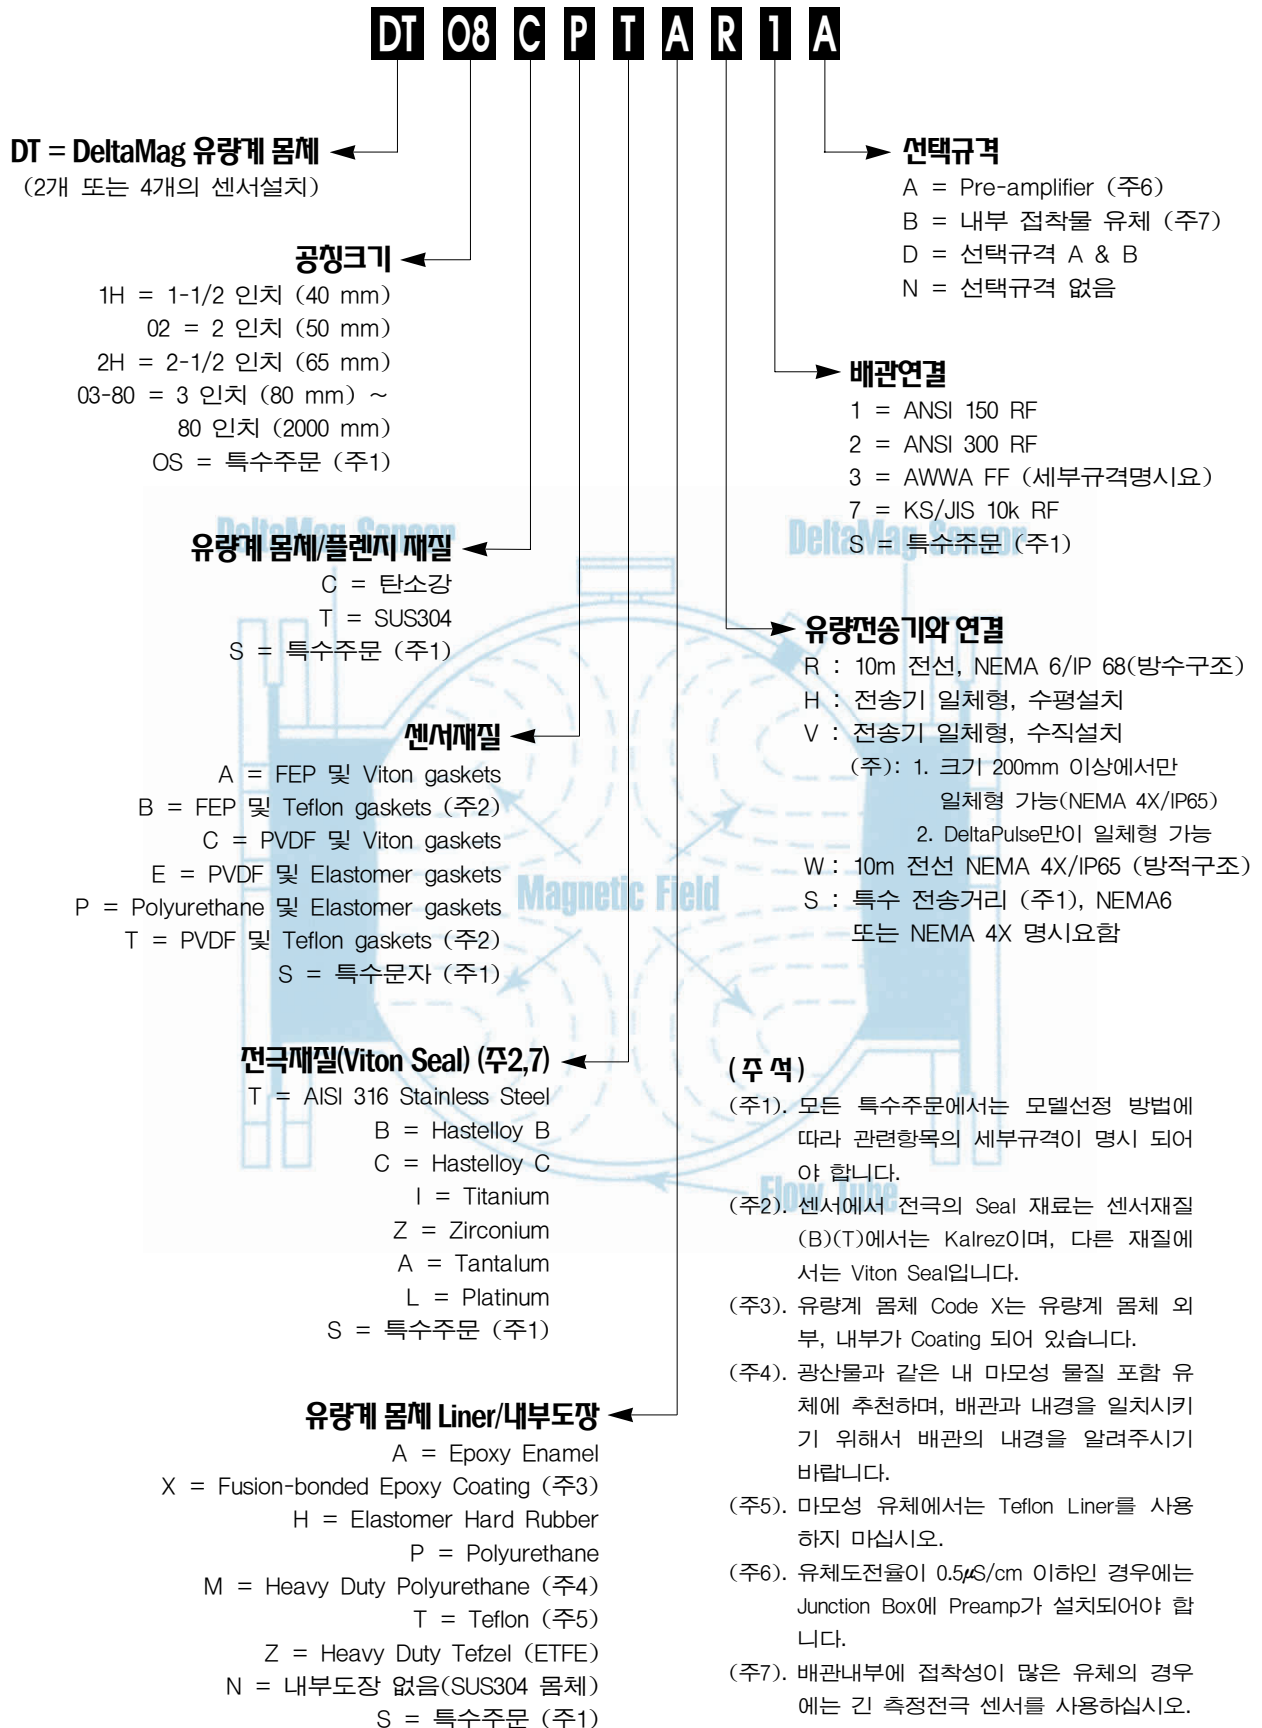 DT 08 C P T A R 1 A
DT = DeltaMag 유량계 몸체
(2개 또는 4개의 센서설치)
공칭크기
1H = 1-1/2 인치 (40 mm)
02 = 2 인치 (50 mm)
2H = 2-1/2 인치 (65 mm)
03-80 = 3 인치 (80 mm) ~
80 인치 (2000 mm)
OS = 특수주문 (주1)
유량계 몸체/플렌지 재질
C = 탄소강
T = SUS304
S = 특수주문 (주1)
센서재질
A = FEP 및 Viton gaskets
B = FEP 및 Teflon gaskets (주2)
C = PVDF 및 Viton gaskets
E = PVDF 및 Elastomer gaskets
P = Polyurethane 및 Elastomer gaskets
T = PVDF 및 Teflon gaskets (주2)
S = 특수문자 (주1)
전극재질(Viton Seal) (주2,7)
T = AISI 316 Stainless Steel
B = Hastelloy B
C = Hastelloy C
I = Titanium
Z = Zirconium
A = Tantalum
L = Platinum
S = 특수주문 (주1)
유량계 몸체 Liner/내부도장
A = Epoxy Enamel
X = Fusion-bonded Epoxy Coating (주3)
H = Elastomer Hard Rubber
P = Polyurethane
M = Heavy Duty Polyurethane (주4)
T = Teflon (주5)
Z = Heavy Duty Tefzel (ETFE)
N = 내부도장 없음(SUS304 몸체)
S = 특수주문 (주1)
선택규격
A = Pre-amplifier (주6)
B = 내부 접착물 유체 (주7)
D = 선택규격 A & B
N = 선택규격 없음
배관연결
1 = ANSI 150 RF
2 = ANSI 300 RF
3 = AWWA FF (세부규격명시요)
7 = KS/JIS 10k RF
S = 특수주문 (주1)
유량전송기와 연결
R : 10m 전선, NEMA 6/IP 68(방수구조)
H : 전송기 일체형, 수평설치
V : 전송기 일체형, 수직설치
(주): 1. 크기 200mm 이상에서만
일체형 가능(NEMA 4X/IP65)
2. DeltaPulse만이 일체형 가능
W : 10m 전선 NEMA 4X/IP65 (방적구조)
S : 특수 전송거리 (주1), NEMA6
또는 NEMA 4X 명시요함
(주 석)
(주1). 모든 특수주문에서는 모델선정 방법에
따라 관련항목의 세부규격이 명시 되어
야 합니다.
(주2). 센서에서 전극의 Seal 재료는 센서재질
(B)(T)에서는 Kalrez이며, 다른 재질에
서는 Viton Seal입니다.
(주3). 유량계 몸체 Code X는 유량계 몸체 외
부, 내부가 Coating 되어 있습니다.
(주4). 광산물과 같은 내 마모성 물질 포함 유
체에 추천하며, 배관과 내경을 일치시키
기 위해서 배관의 내경을 알려주시기
바랍니다.
(주5). 마모성 유체에서는 Teflon Liner를 사용
하지 마십시오.
(주6). 유체도전율이 0.5μS/cm 이하인 경우에는
Junction Box에 Preamp가 설치되어야 합
니다.
(주7). 배관내부에 접착성이 많은 유체의 경우
에는 긴 측정전극 센서를 사용하십시오.
DeltaMag Sensor
DeltaMag Sensor
Magnetic Field
Flow Tube